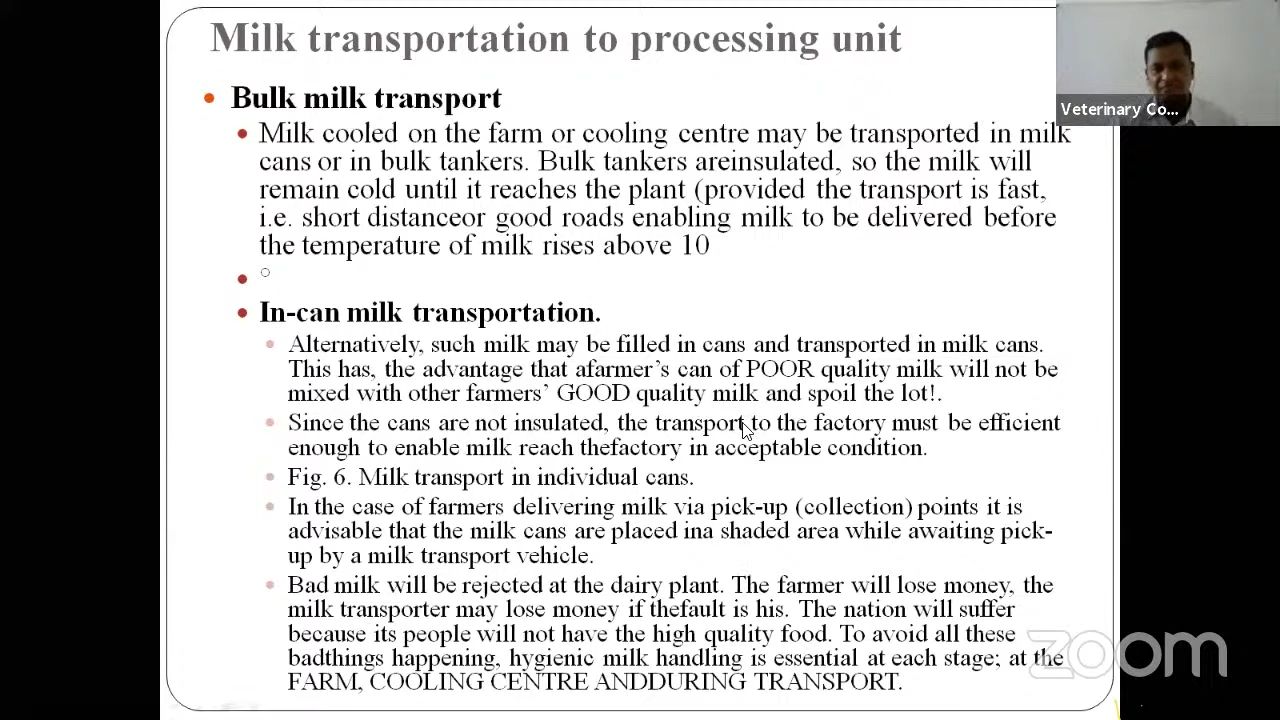 Milk transportation to processing unit
Veterinary Co...
Bulk milk transport
Milk cooled on the farm or cooling centre may be transported in milk
cans or in bulk tankers. Bulk tankers areinsulated, so the milk will
remain cold until it reaches the plant (provided the transport is fast,
i.e. short distanceor good roads enabling milk to be delivered before
the temperature of milk rises above 10
°
In-can milk transportation.
Alternatively, such milk may be filled in cans and transported in milk cans.
This has, the advantage that afarmer's can of POOR quality milk will not be
mixed with other farmers' GOOD quality milk and spoil the lot!.
Since the cans are not insulated, the transport to the factory must be efficient
enough to enable milk reach thefactory in acceptable condition.
Fig. 6. Milk transport in individual cans.
In the case of farmers delivering milk via pick-up (collection) points it is
advisable that the milk cans are placed ina shaded area while awaiting pick-
up by a milk transport vehicle.
Bad milk will be rejected at the dairy plant. The farmer will lose money, the
milk transporter may lose money if thefault is his. The nation will suffer
because its people will not have the high quality food. To avoid all these
badthings happening, hygienic milk handling is essential at each stage; at the
FARM, COOLING CENTRE ANDDURING TRANSPORT.
zoom